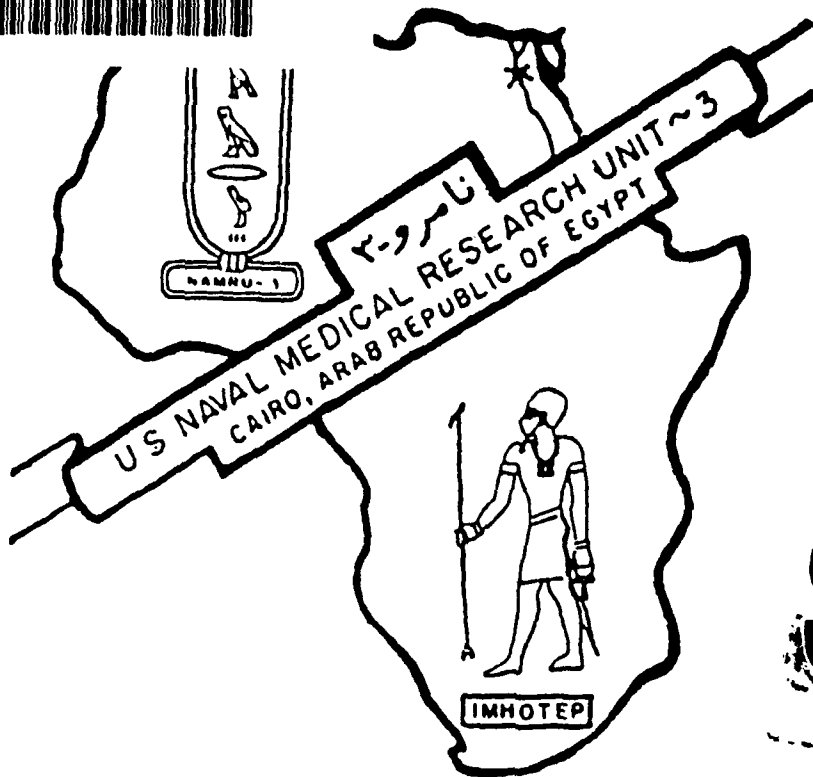 NAMRU-3
نامرو-٣
US NAVAL MEDICAL RESEARCH UNIT~3
CAIRO, ARAB REPUBLIC OF EGYPT
IMHOTEP